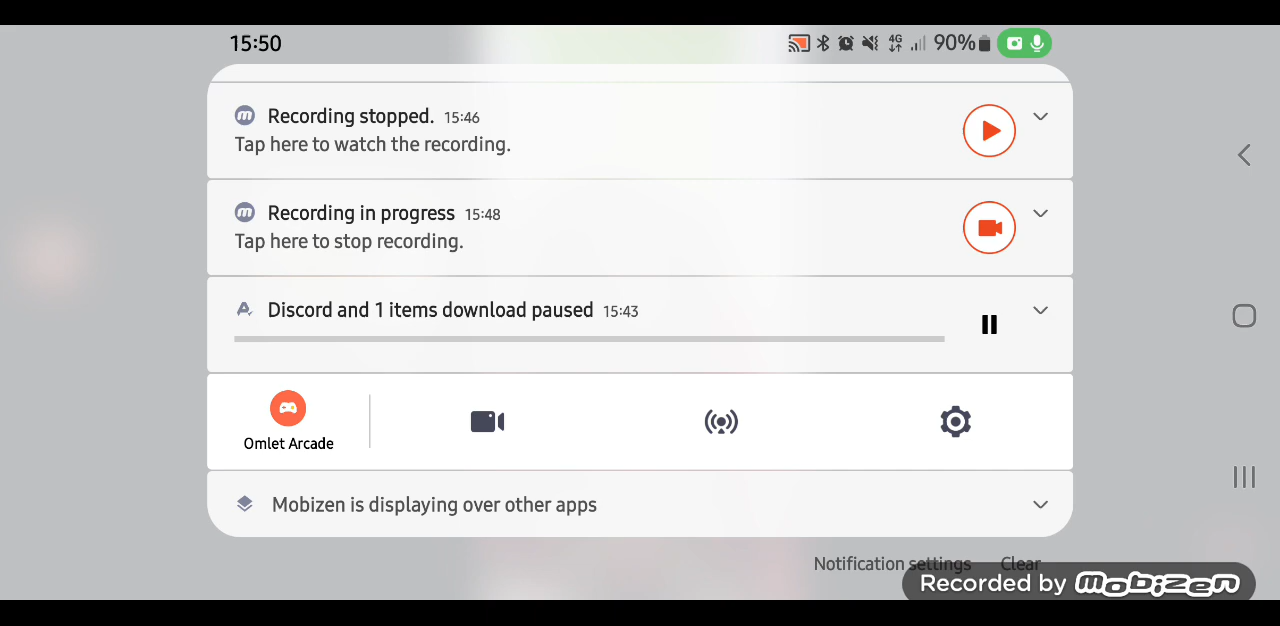 15:50
4G
90%
Recording stopped. 15:46
Tap here to watch the recording.
Recording in progress 15:48
Tap here to stop recording.
Discord and 1 items download paused 15:43
Omlet Arcade
Mobizen is displaying over other apps
Notification settings Clear
Recorded by mobizen